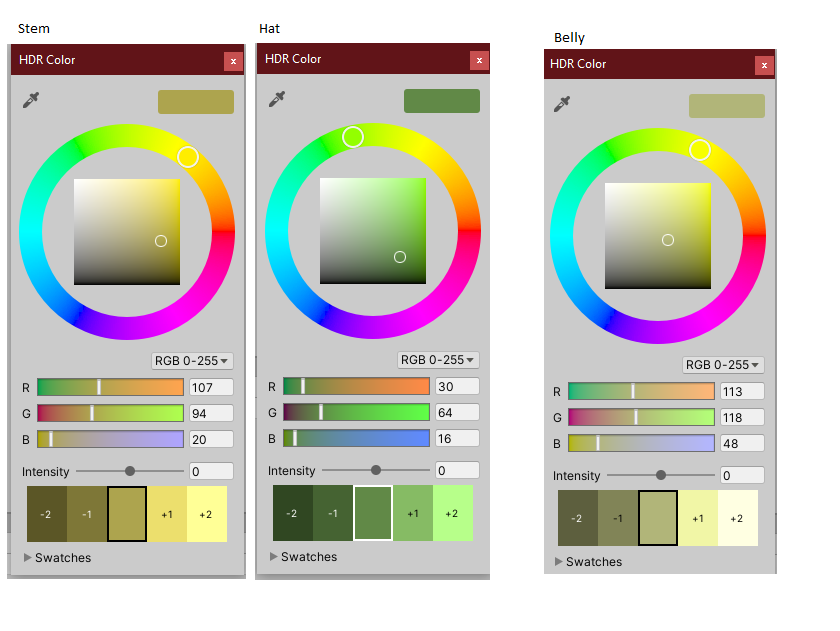 Stem
HDR Color
x
RGB 0-255
R 107
G 94
B 20
Intensity 0
-2 -1 +1 +2
Swatches
Hat
HDR Color
x
RGB 0-255
R 30
G 64
B 16
Intensity 0
-2 -1 +1 +2
Swatches
Belly
HDR Color
x
RGB 0-255
R 113
G 118
B 48
Intensity 0
-2 -1 +1 +2
Swatches